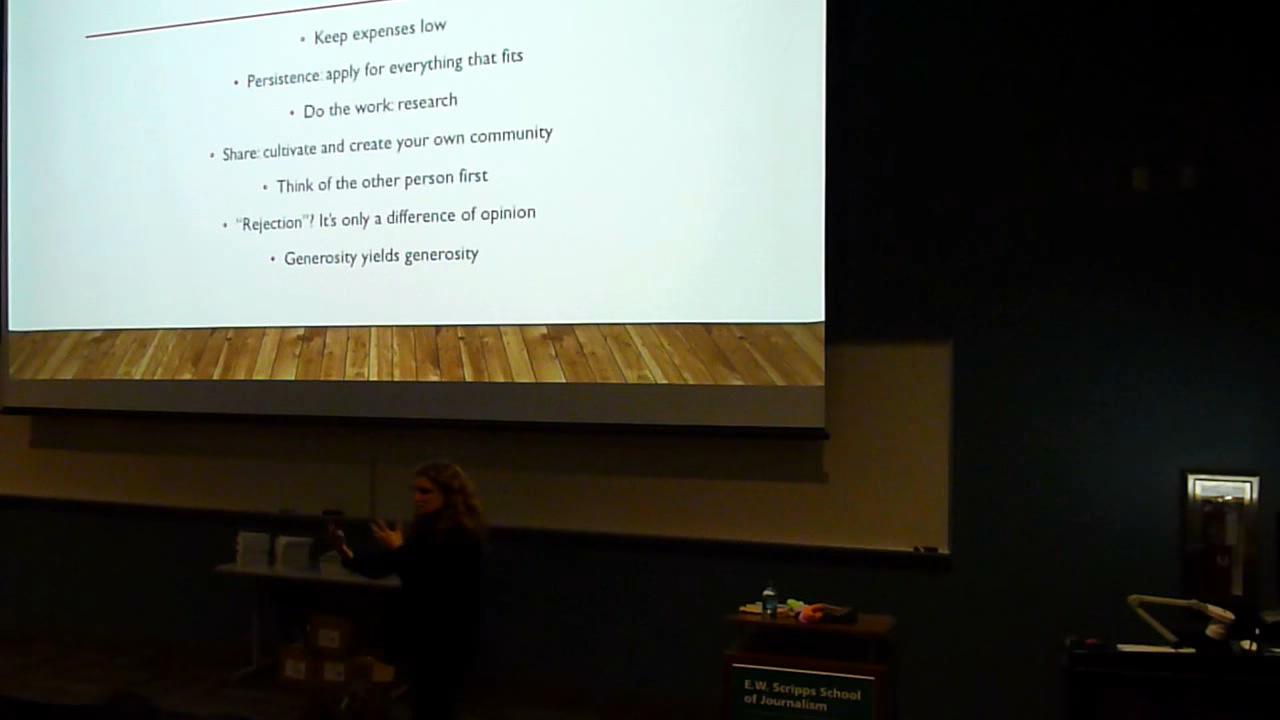 • Keep expenses low
• Persistence: apply for everything that fits
• Do the work: research
• Share: cultivate and create your own community
• Think of the other person first
• "Rejection"? It's only a difference of opinion
• Generosity yields generosity
E.W. Scripps School
of Journalism